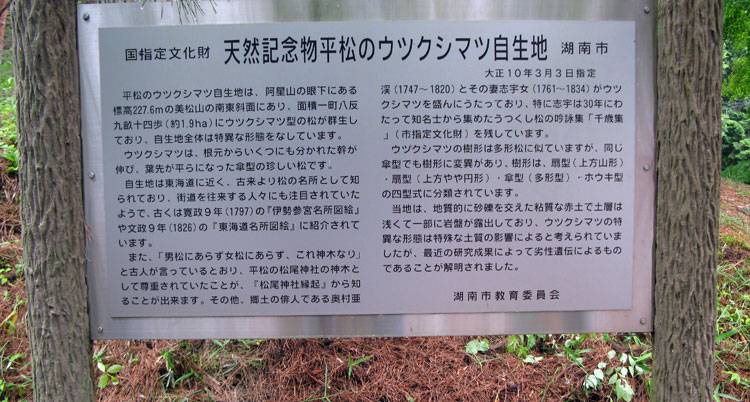 国指定文化財 天然記念物平松のウツクシマツ自生地 湖南市
大正10年3月3日指定
平松のウツクシマツ自生地は、阿星山の眼下にある
標高227.6mの美松山の南東斜面にあり、面積一町八反
九畝十四歩(約1.9ha)にウツクシマツ型の松が群生し
ており、自生地全体は特異な形態をなしています。
ウツクシマツは、根元からいくつにも分かれた幹が
伸び、葉先が平らになった傘型の珍しい松です。
自生地は東海道に近く、古来より松の名所として知
られており、街道を往来する人々にも注目されていた
ようで、古くは寛政9年(1797)の『伊勢参宮名所図絵』
や文政9年(1826)の『東海道名所図絵』に紹介されて
います。
また、「男松にあらず女松にあらず、これ神木なり」
と古人が言っているとおり、平松の松尾神社の神木と
して尊重されていたことが、『松尾神社縁起』から知
ることが出来ます。その他、郷土の俳人である奥村亜
渓(1747〜1820)とその妻志宇女(1761〜1834)がウツ
クシマツを盛んにうたっており、特に志宇は30年にわ
たって知名士から集めたうつくし松の吟詠集「千歳集
」(市指定文化財)を残しています。
ウツクシマツの樹形は多形松に似ていますが、同じ
傘型でも樹形に変異があり、樹形は、扇型(上方山形)
・扇型(上方やや円形)・傘型(多形型)・ホウキ型
の四型式に分類されています。
当地は、地質的に砂礫を交えた粘質な赤土で土層は
浅くて一部に岩盤が露出しており、ウツクシマツの特
異な形態は特殊な土質の影響によると考えられていま
したが、最近の研究成果によって劣性遺伝によるもの
であることが解明されました。
湖南市教育委員会